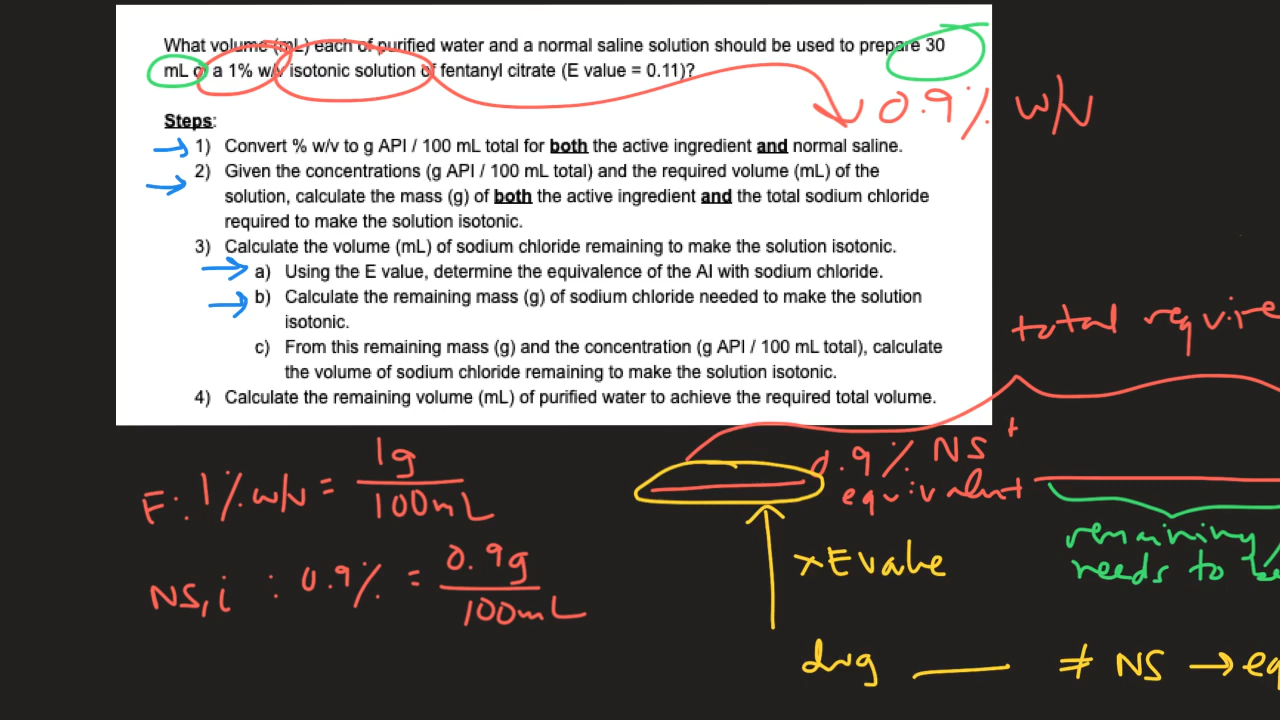 What volume (mL) each of purified water and a normal saline solution should be used to prepare 30
mL of a 1% w/v isotonic solution of fentanyl citrate (E value = 0.11)?
0.9% w/v
Steps:
1) Convert % w/v to g API / 100 mL total for both the active ingredient and normal saline.
2) Given the concentrations (g API / 100 mL total) and the required volume (mL) of the
solution, calculate the mass (g) of both the active ingredient and the total sodium chloride
required to make the solution isotonic.
3) Calculate the volume (mL) of sodium chloride remaining to make the solution isotonic.
a) Using the E value, determine the equivalence of the AI with sodium chloride.
b) Calculate the remaining mass (g) of sodium chloride needed to make the solution
isotonic.
c) From this remaining mass (g) and the concentration (g API / 100 mL total), calculate
the volume of sodium chloride remaining to make the solution isotonic.
4) Calculate the remaining volume (mL) of purified water to achieve the required total volume.
total require
F: 1% w/v = 1g
100mL
NS, i : 0.9% = 0.9g
100mL
0.9% NS +
equivalent
remaining
needs to be
x E value
drug ≠ NS → eq